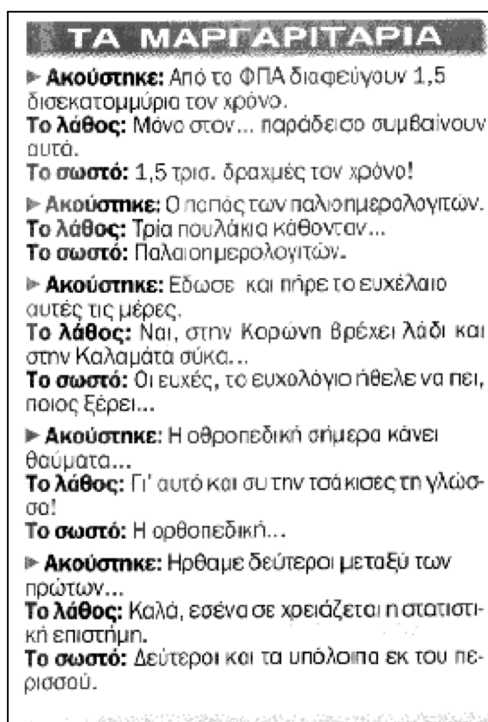 ΤΑ ΜΑΡΓΑΡΙΤΑΡΙΑ
▶ Ακούστηκε: Από το ΦΠΑ διαφεύγουν 1,5
δισεκατομμύρια τον χρόνο.
Το λάθος: Μόνο στον... παράδεισο συμβαίνουν
αυτά.
Το σωστό: 1,5 τρισ. δραχμές τον χρόνο!
▶ Ακούστηκε: Ο παπάς των παλιοημερολογιτών.
Το λάθος: Τρία πουλάκια κάθονταν...
Το σωστό: Παλαιοημερολογιτών.
▶ Ακούστηκε: Εδωσε και πήρε το ευχέλαιο
αυτές τις μέρες.
Το λάθος: Ναι, στην Κορώνη βρέχει λάδι και
στην Καλαμάτα σύκα...
Το σωστό: Οι ευχές, το ευχολόγιο ήθελε να πει,
ποιος ξέρει...
▶ Ακούστηκε: Η οθροπεδική σήμερα κάνει
θαύματα...
Το λάθος: Γι' αυτό και συ την τσάκισες τη γλώσ-
σα!
Το σωστό: Η ορθοπεδική...
▶ Ακούστηκε: Ηρθαμε δεύτεροι μεταξύ των
πρώτων...
Το λάθος: Καλά, εσένα σε χρειάζεται η στατιστι-
κή επιστήμη.
Το σωστό: Δεύτεροι και τα υπόλοιπα εκ του πε-
ρισσού.